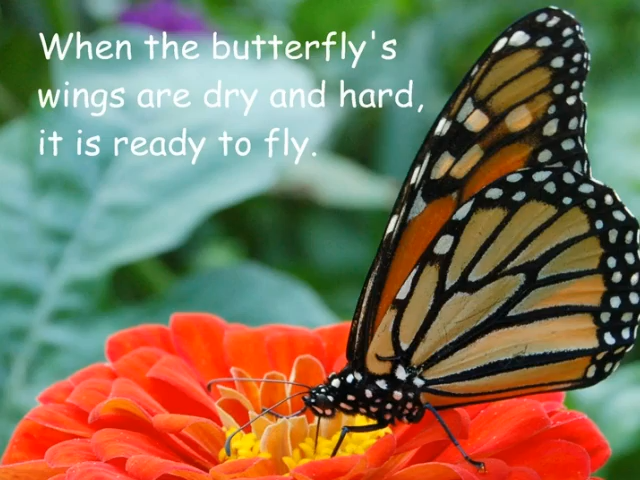 When the butterfly's
wings are dry and hard,
it is ready to fly.